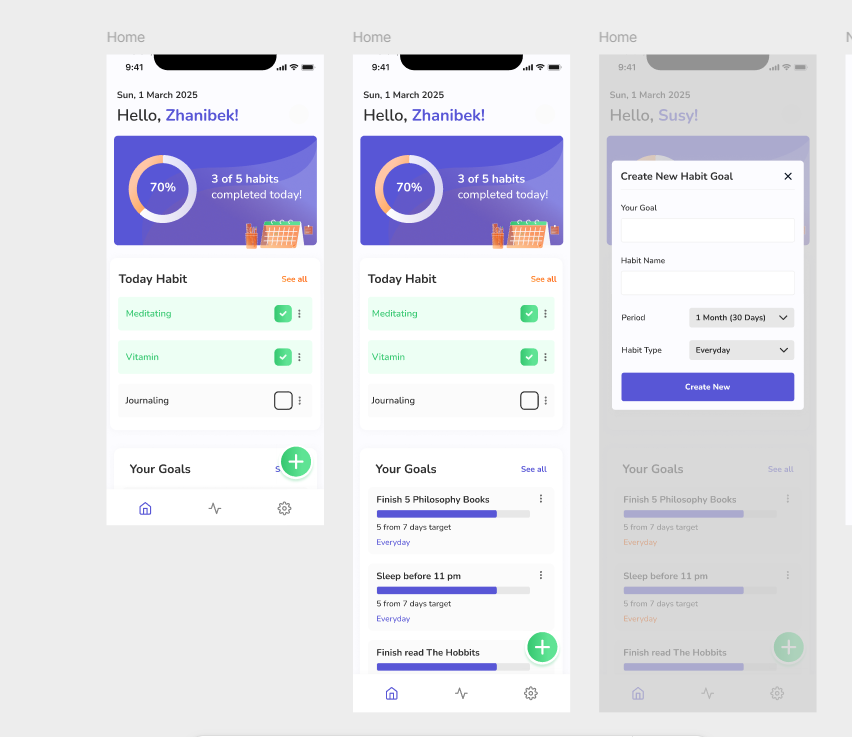 Home
9:41
Sun, 1 March 2025
Hello, Zhanibek!
70%
3 of 5 habits
completed today!
Today Habit
See all
Meditating
Vitamin
Journaling
Your Goals
S
Home
9:41
Sun, 1 March 2025
Hello, Zhanibek!
70%
3 of 5 habits
completed today!
Today Habit
See all
Meditating
Vitamin
Journaling
Your Goals
See all
Finish 5 Philosophy Books
5 from 7 days target
Everyday
Sleep before 11 pm
5 from 7 days target
Everyday
Finish read The Hobbits
Home
9:41
Sun, 1 March 2025
Hello, Susy!
Create New Habit Goal
Your Goal
Habit Name
Period
1 Month (30 Days)
Habit Type
Everyday
Create New
Your Goals
See all
Finish 5 Philosophy Books
5 from 7 days target
Everyday
Sleep before 11 pm
5 from 7 days target
Everyday
Finish read The Hobbits